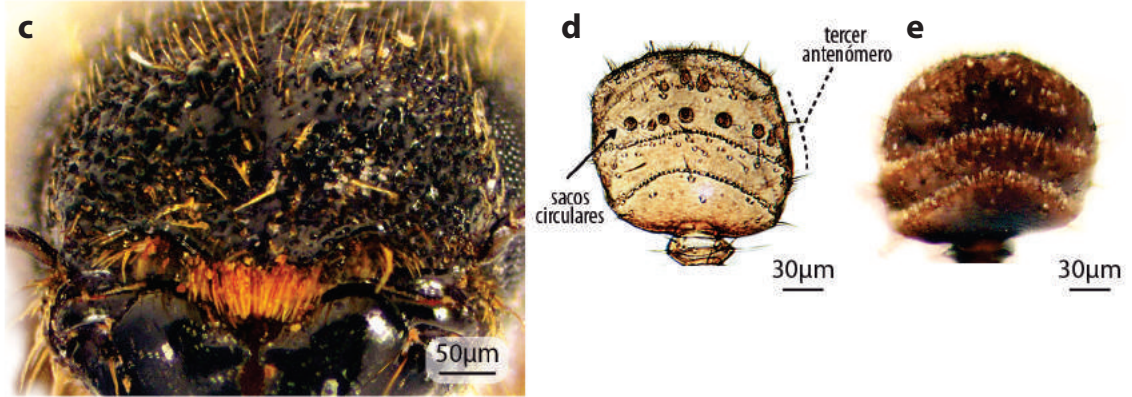 c
d
tercer
antenómero
e
sacos
circulares
50µm
30µm
30µm